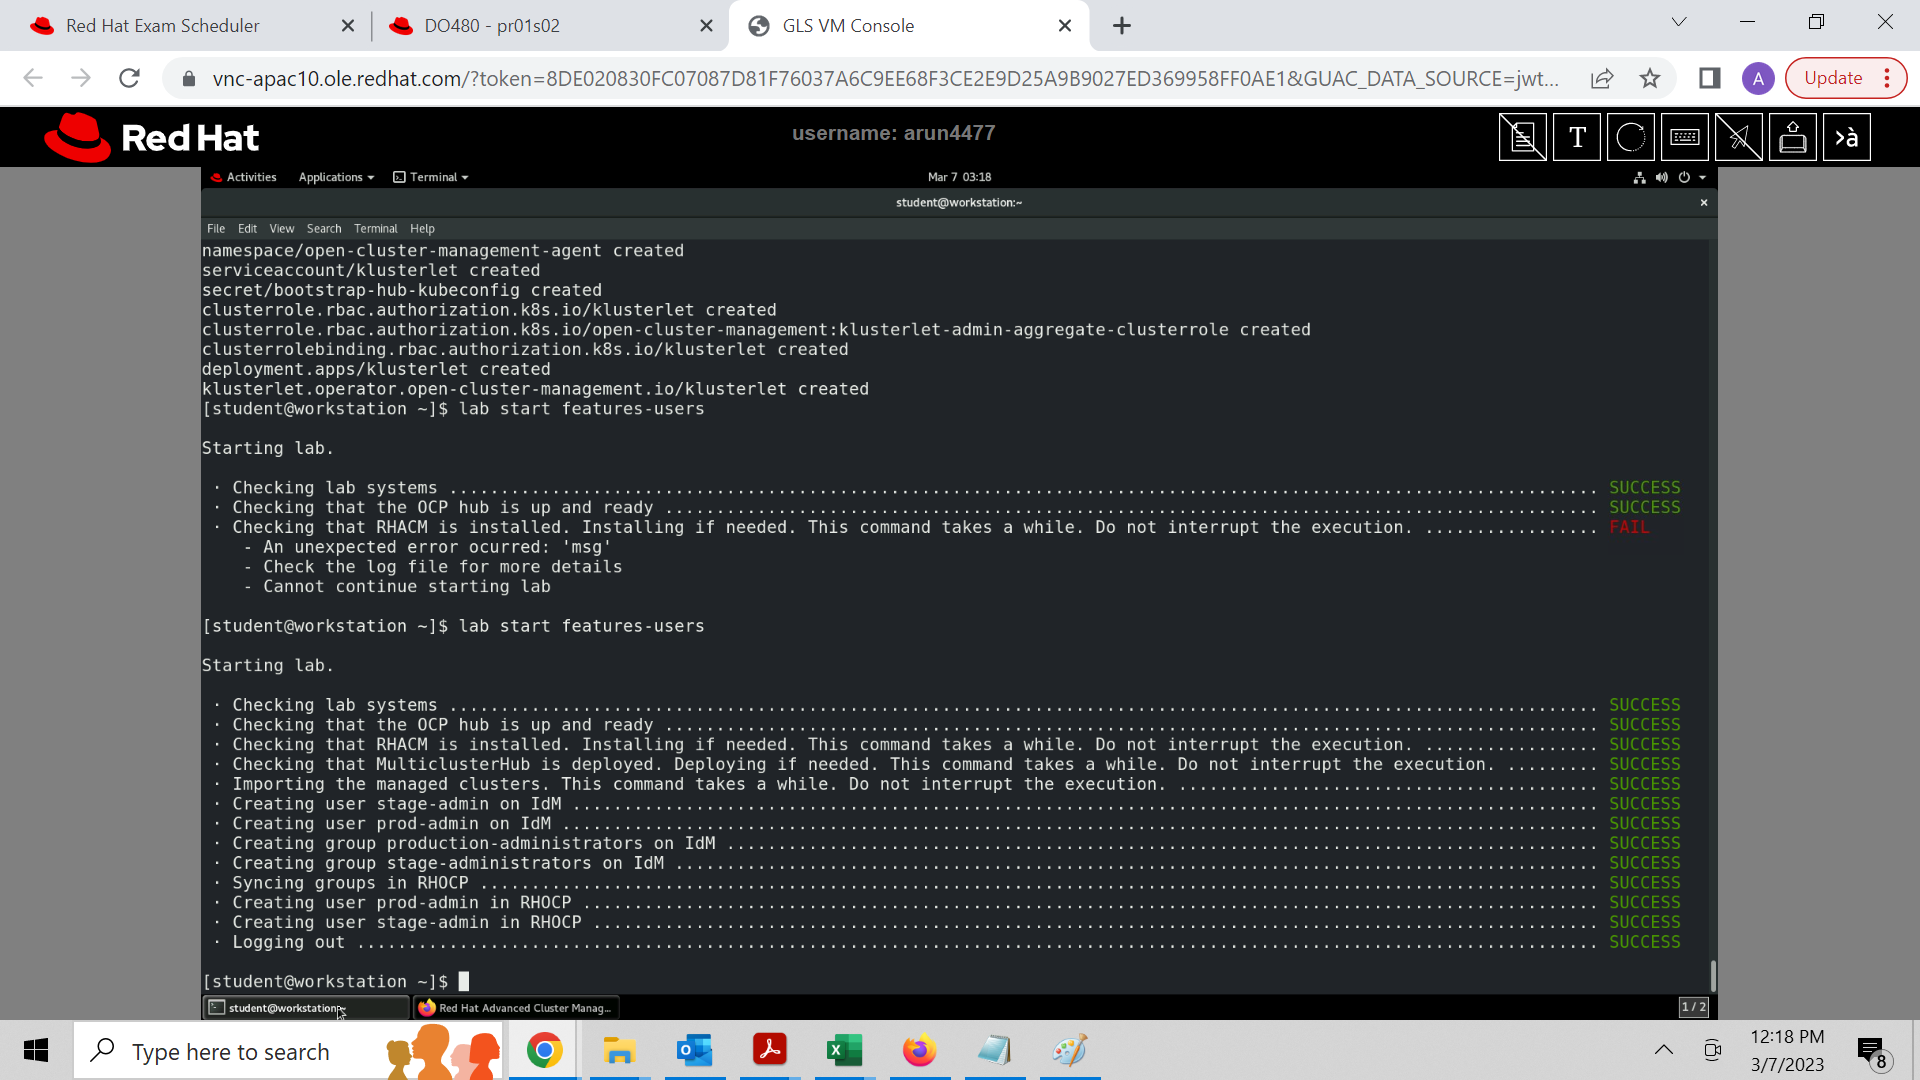 Red Hat Exam Scheduler
DO480 - pr01s02
GLS VM Console
vnc-apac10.ole.redhat.com/?token=8DE020830FC07087D81F76037A6C9EE68F3CE2E9D25A9B9027ED369958FF0AE1&GUAC_DATA_SOURCE=jwt...
A
Update
Red Hat
username: arun4477
T
>à
Activities Applications Terminal
Mar 7 03:18
student@workstation:~
File Edit View Search Terminal Help
namespace/open-cluster-management-agent created
serviceaccount/klusterlet created
secret/bootstrap-hub-kubeconfig created
clusterrole.rbac.authorization.k8s.io/klusterlet created
clusterrole.rbac.authorization.k8s.io/open-cluster-management:klusterlet-admin-aggregate-clusterrole created
clusterrolebinding.rbac.authorization.k8s.io/klusterlet created
deployment.apps/klusterlet created
klusterlet.operator.open-cluster-management.io/klusterlet created
[student@workstation ~]$ lab start features-users
Starting lab.
· Checking lab systems ................ SUCCESS
· Checking that the OCP hub is up and ready ................ SUCCESS
· Checking that RHACM is installed. Installing if needed. This command takes a while. Do not interrupt the execution. ................. FAIL
- An unexpected error ocurred: 'msg'
- Check the log file for more details
- Cannot continue starting lab
[student@workstation ~]$ lab start features-users
Starting lab.
· Checking lab systems ................ SUCCESS
· Checking that the OCP hub is up and ready ................ SUCCESS
· Checking that RHACM is installed. Installing if needed. This command takes a while. Do not interrupt the execution. ................. SUCCESS
· Checking that MulticlusterHub is deployed. Deploying if needed. This command takes a while. Do not interrupt the execution. ......... SUCCESS
· Importing the managed clusters. This command takes a while. Do not interrupt the execution. ................ SUCCESS
· Creating user stage-admin on IdM ................ SUCCESS
· Creating user prod-admin on IdM ................ SUCCESS
· Creating group production-administrators on IdM ................ SUCCESS
· Creating group stage-administrators on IdM ................ SUCCESS
· Syncing groups in RHOCP ................ SUCCESS
· Creating user prod-admin in RHOCP ................ SUCCESS
· Creating user stage-admin in RHOCP ................ SUCCESS
· Logging out ................ SUCCESS
[student@workstation ~]$
student@workstation:~
Red Hat Advanced Cluster Manag...
1 / 2
Type here to search
12:18 PM
3/7/2023
8